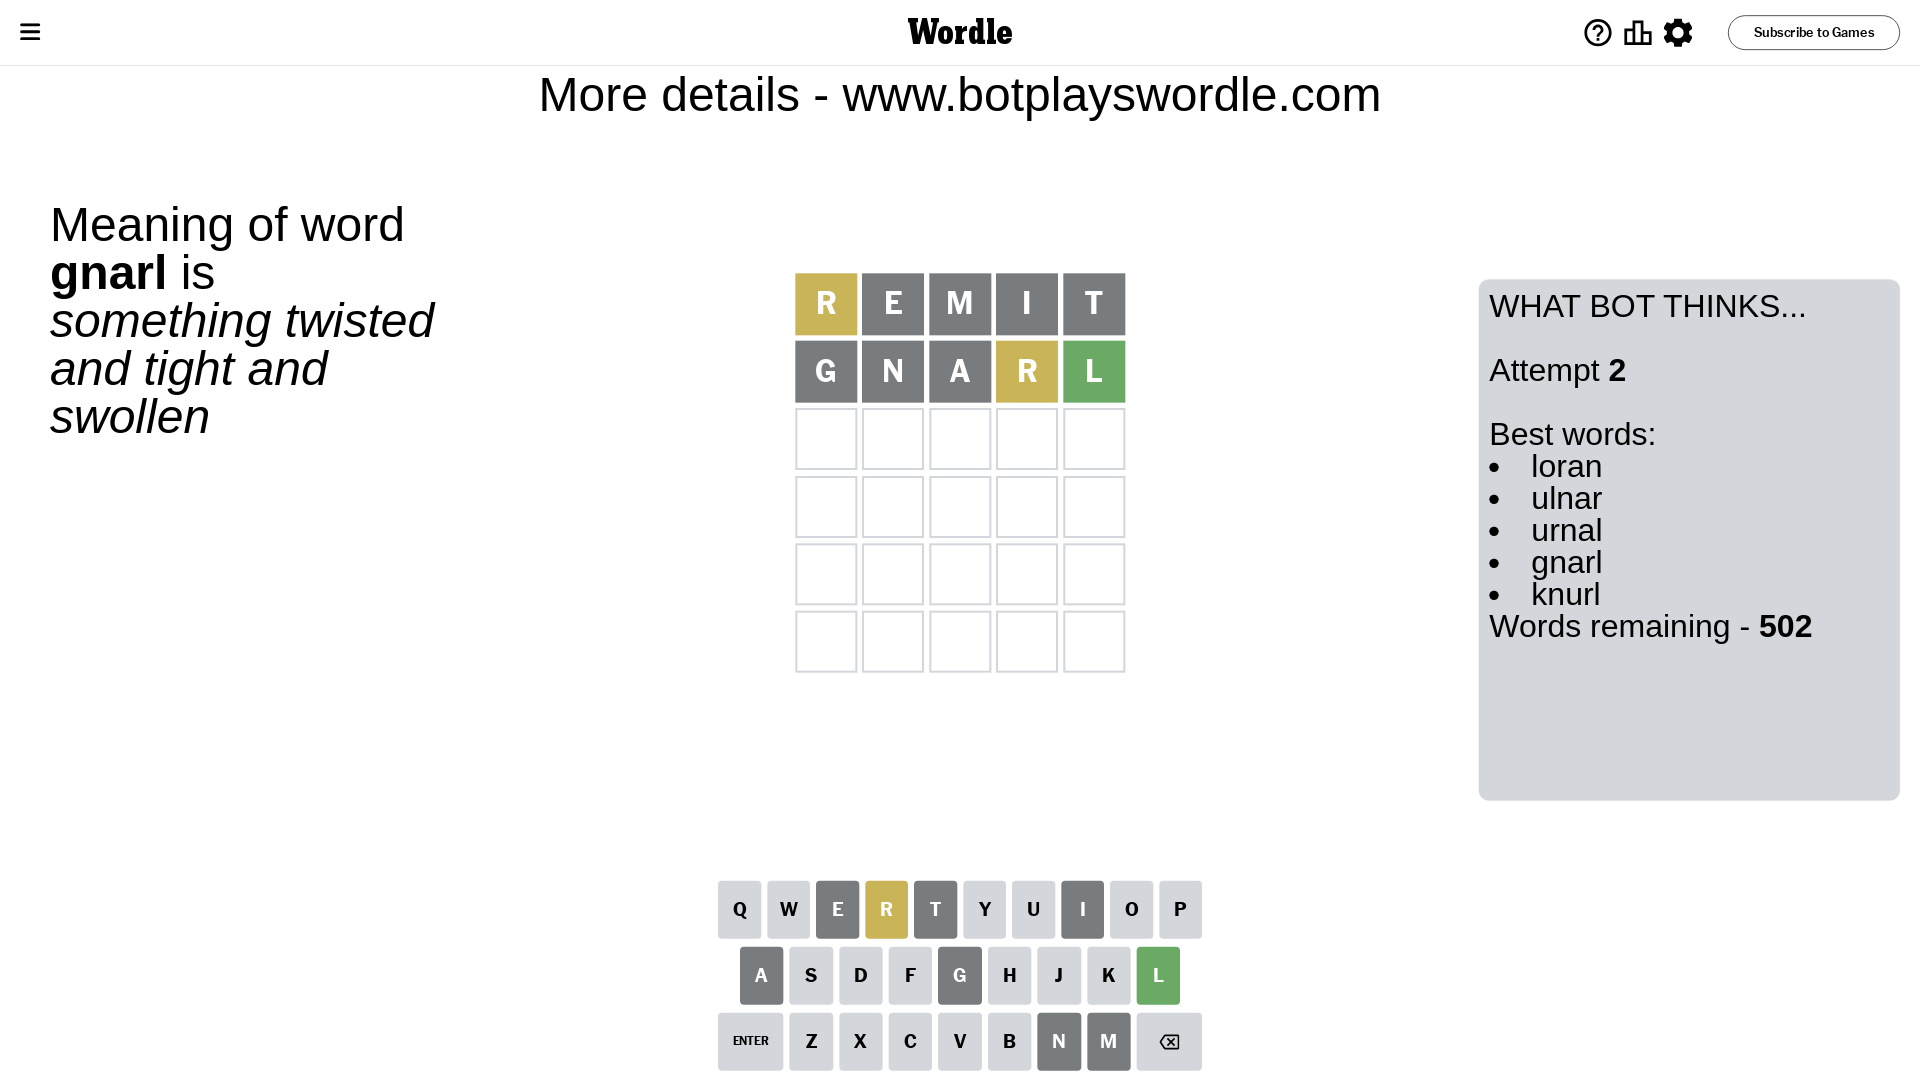 Wordle
Subscribe to Games
More details - www.botplayswordle.com
Meaning of word
gnarl is
something twisted
and tight and
swollen
R E M I T
G N A R L
WHAT BOT THINKS...
Attempt 2
Best words:
• loran
• ulnar
• urnal
• gnarl
• knurl
Words remaining - 502
Q W E R T Y U I O P
A S D F G H J K L
ENTER Z X C V B N M